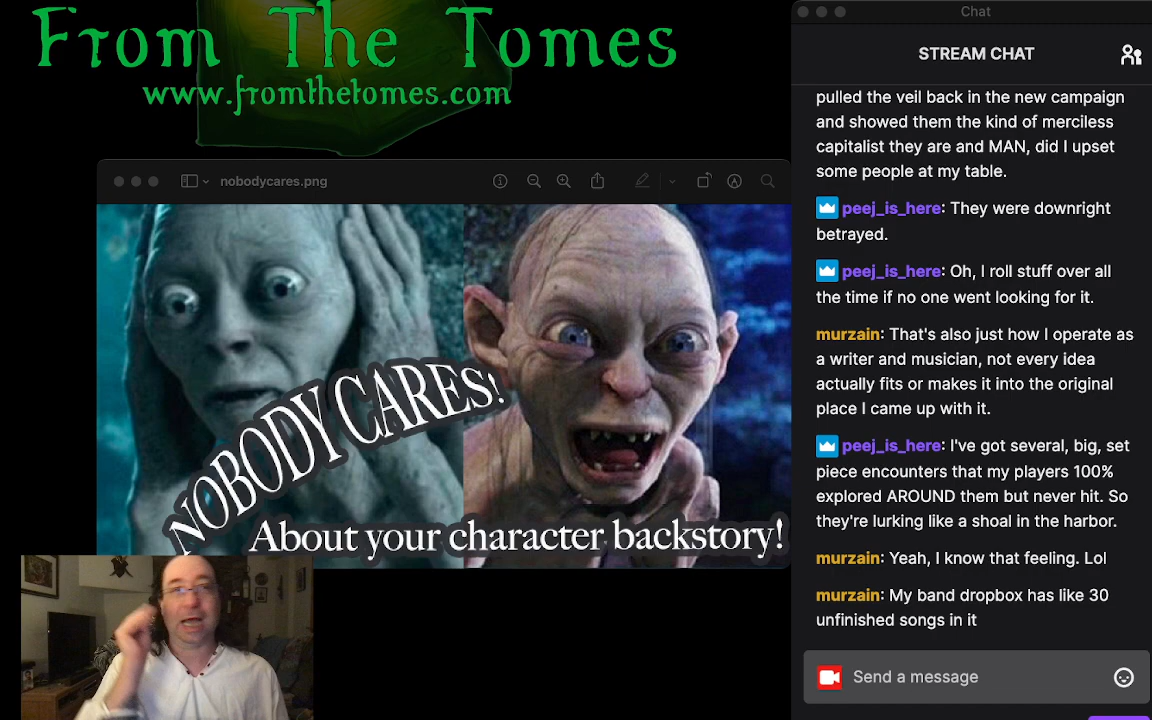 From The Tomes
www.fromthetomes.com
nobodycares.png
NOBODY CARES!
About your character backstory!
Chat
STREAM CHAT
pulled the veil back in the new campaign
and showed them the kind of merciless
capitalist they are and MAN, did I upset
some people at my table.
peej_is_here: They were downright
betrayed.
peej_is_here: Oh, I roll stuff over all
the time if no one went looking for it.
murzain: That's also just how I operate as
a writer and musician, not every idea
actually fits or makes it into the original
place I came up with it.
peej_is_here: I've got several, big, set
piece encounters that my players 100%
explored AROUND them but never hit. So
they're lurking like a shoal in the harbor.
murzain: Yeah, I know that feeling. Lol
murzain: My band dropbox has like 30
unfinished songs in it
Send a message